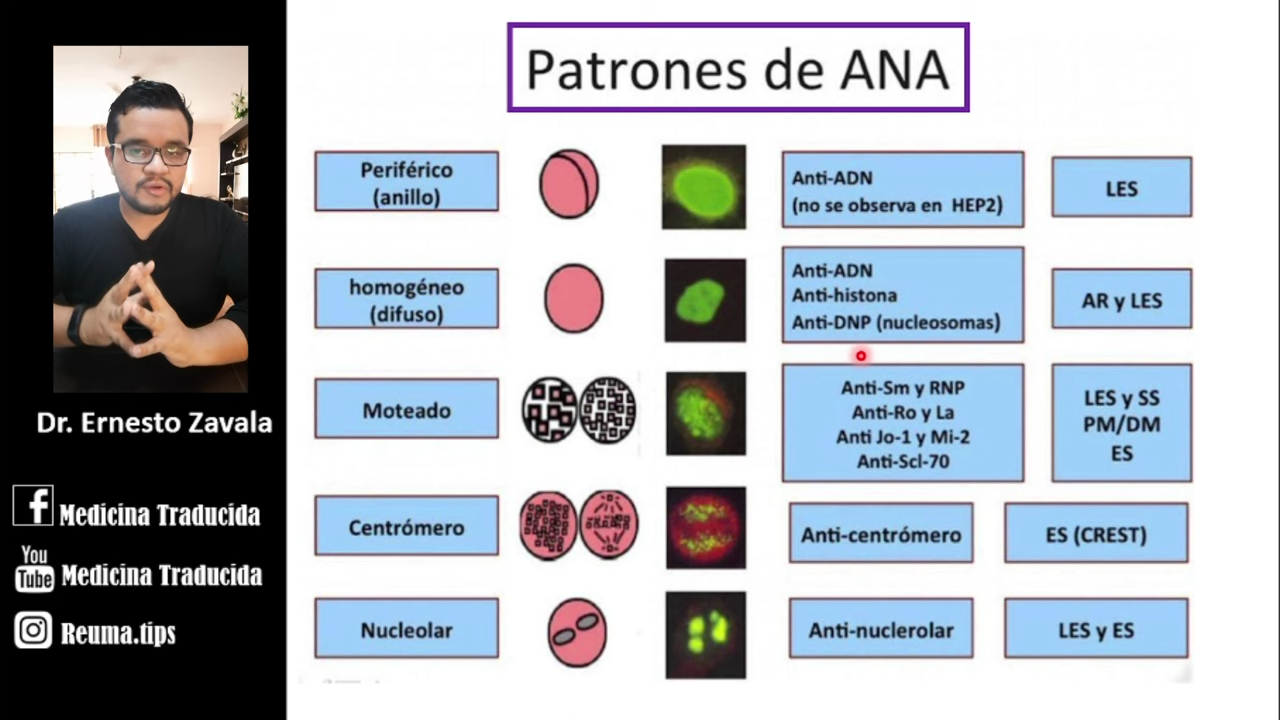 Patrones de ANA
Periférico
(anillo)
Anti-ADN
(no se observa en HEP2)
LES
homogéneo
(difuso)
Anti-ADN
Anti-histona
Anti-DNP (nucleosomas)
AR y LES
Moteado
Anti-Sm y RNP
Anti-Ro y La
Anti Jo-1 y Mi-2
Anti-Scl-70
LES y SS
PM/DM
ES
Centrómero
Anti-centrómero
ES (CREST)
Nucleolar
Anti-nuclerolar
LES y ES
Dr. Ernesto Zavala
f Medicina Traducida
You
Tube Medicina Traducida
Reuma.tips